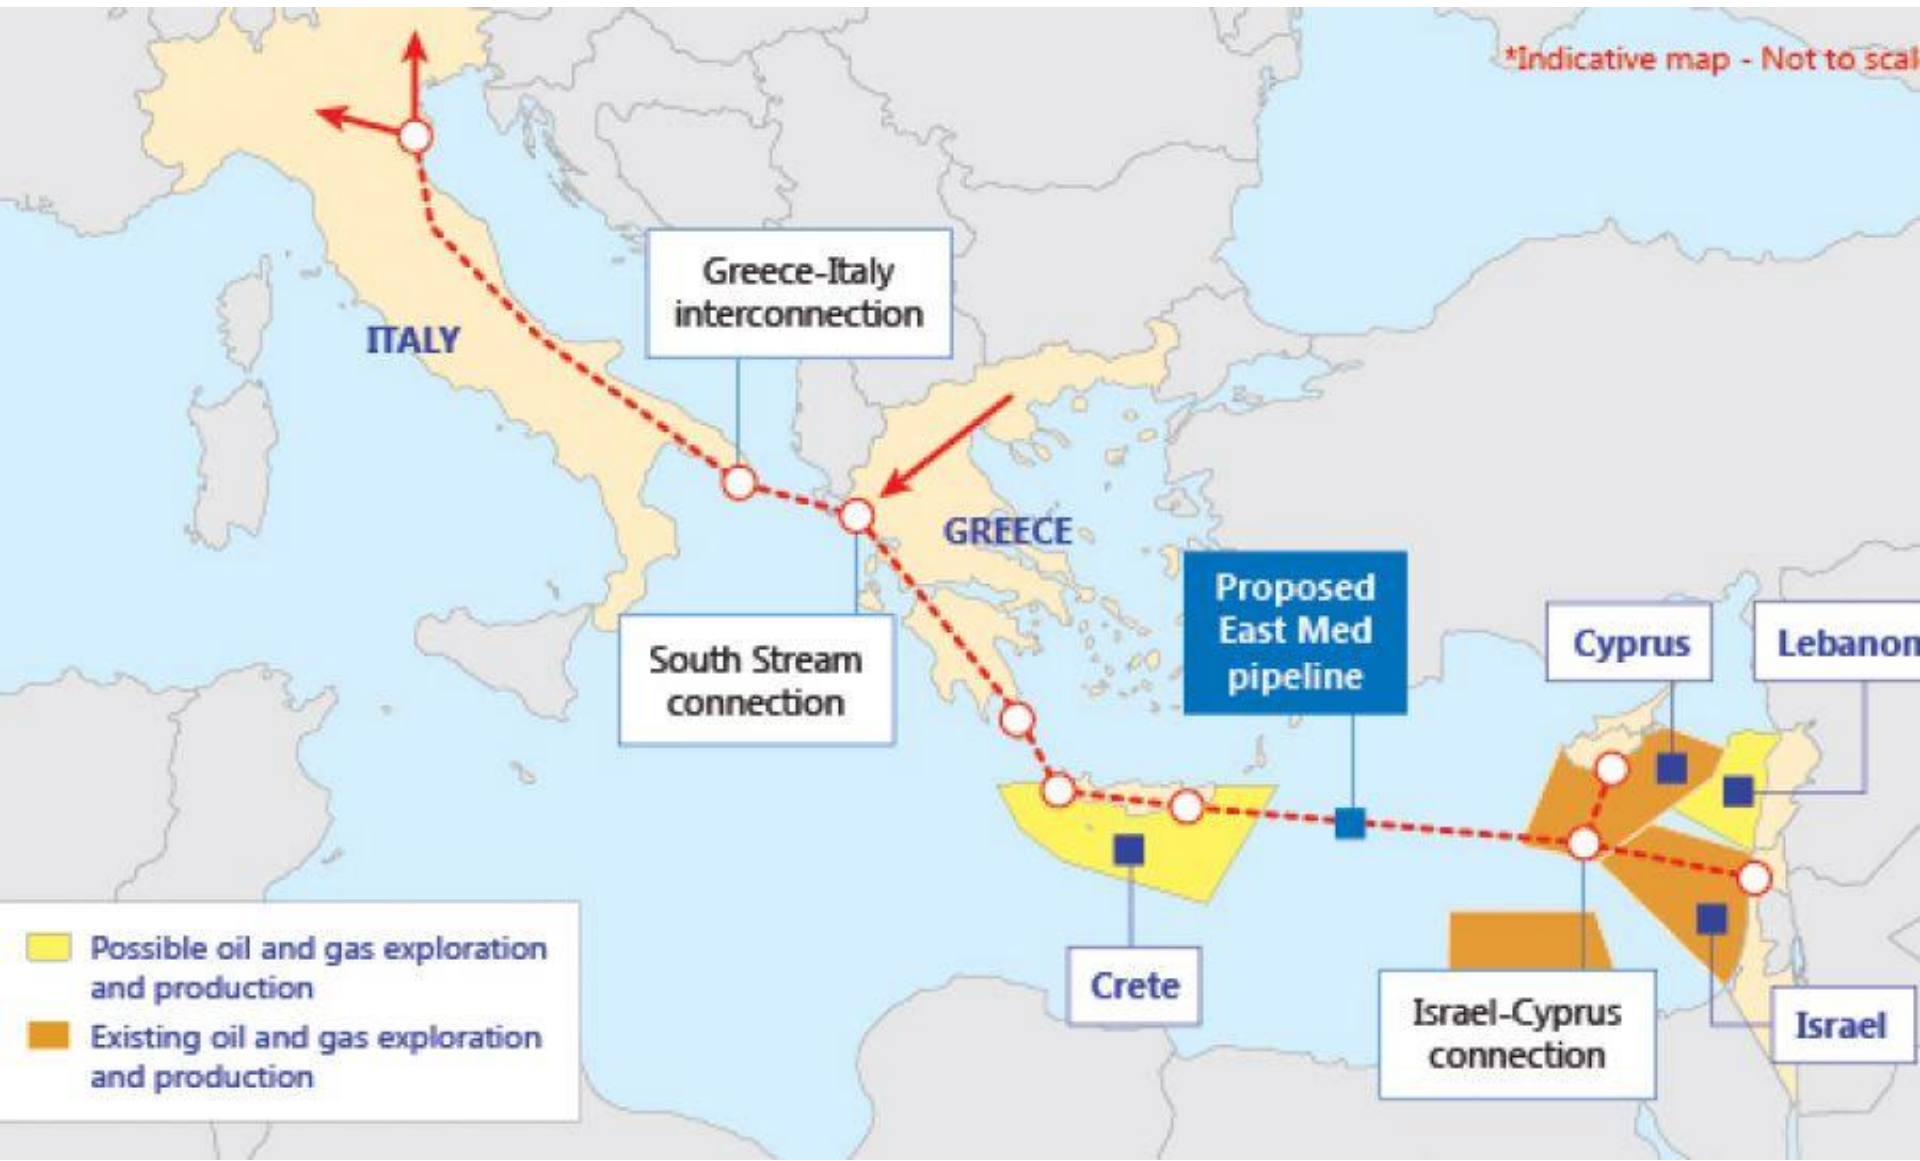 *Indicative map - Not to scal
Greece-Italy
interconnection
ITALY
GREECE
Proposed
East Med
pipeline
Cyprus
Lebanon
South Stream
connection
Possible oil and gas exploration
and production
Existing oil and gas exploration
and production
Crete
Israel-Cyprus
connection
Israel